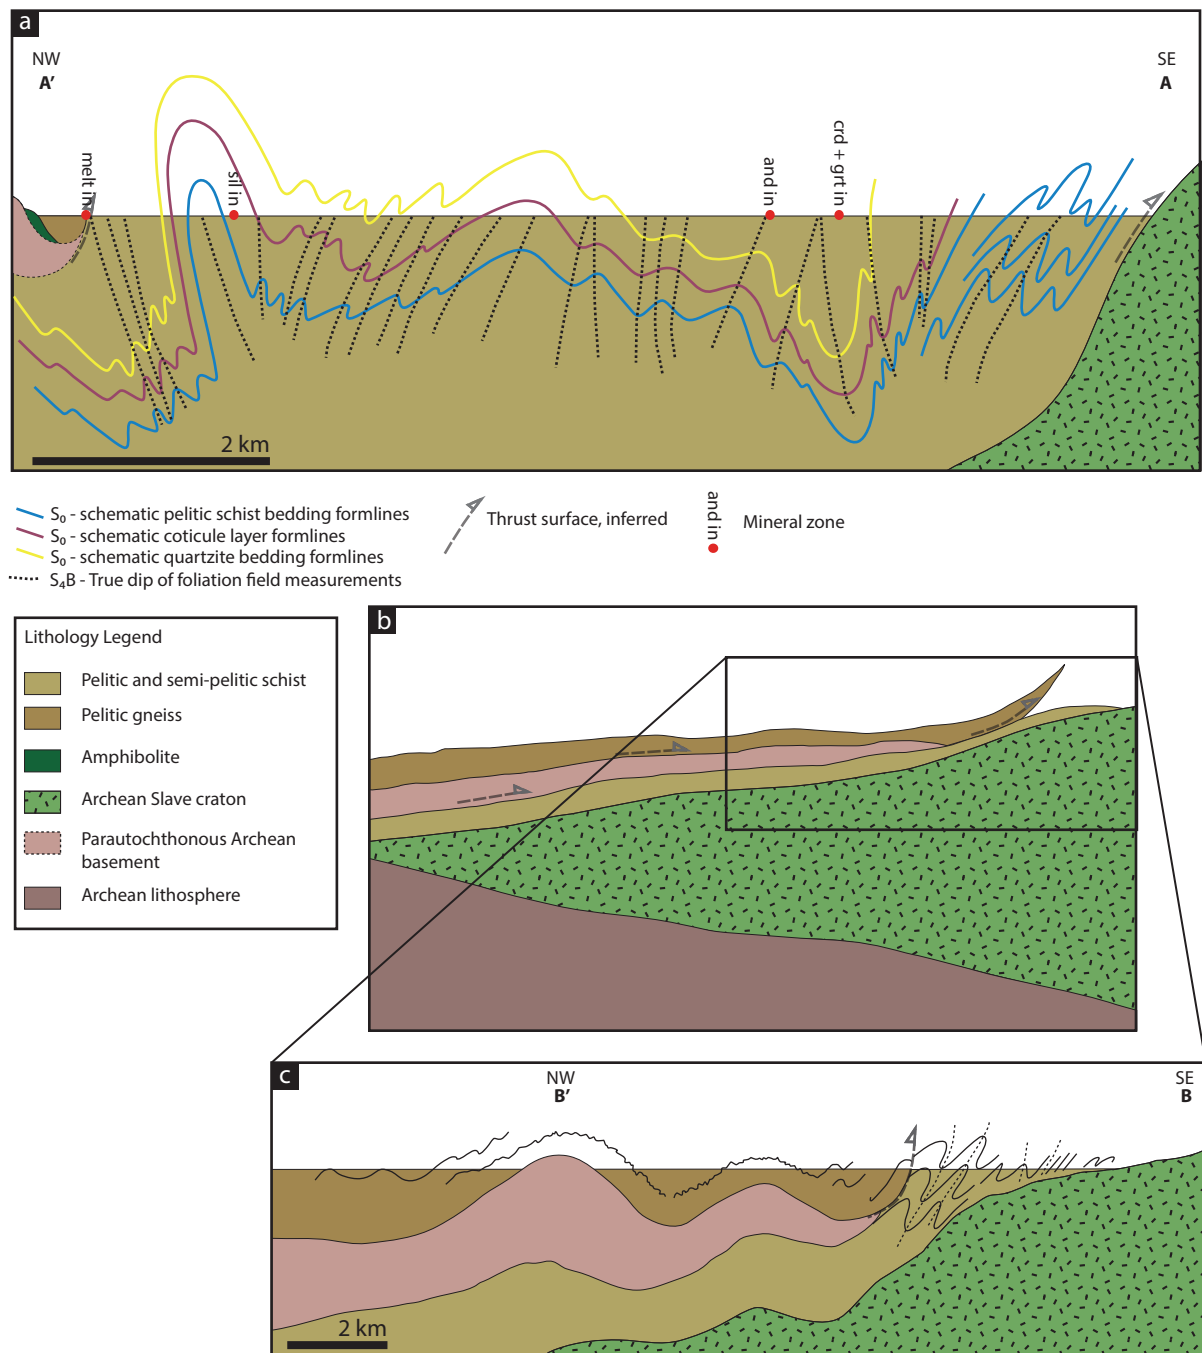 a
NW
A’
SE
A
melt in
sil in
and in
crd + grt in
2 km
S₀ - schematic pelitic schist bedding formlines
S₀ - schematic coticule layer formlines
S₀ - schematic quartzite bedding formlines
S₄B - True dip of foliation field measurements
Thrust surface, inferred
and in
Mineral zone
Lithology Legend
Pelitic and semi-pelitic schist
Pelitic gneiss
Amphibolite
Archean Slave craton
Parautochthonous Archean
basement
Archean lithosphere
b
c
NW
B’
SE
B
2 km